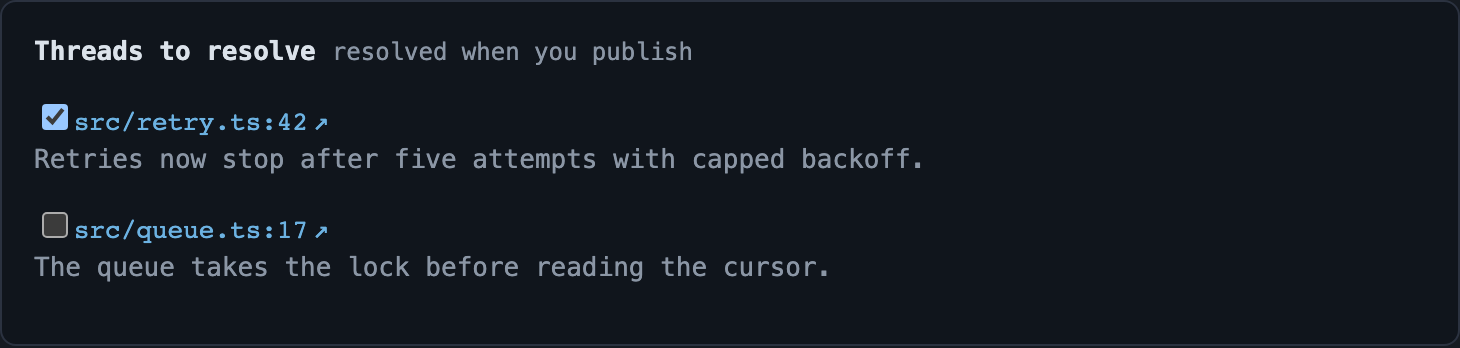 Threads to resolve resolved when you publish
src/retry.ts:42 ↗
Retries now stop after five attempts with capped backoff.
src/queue.ts:17 ↗
The queue takes the lock before reading the cursor.